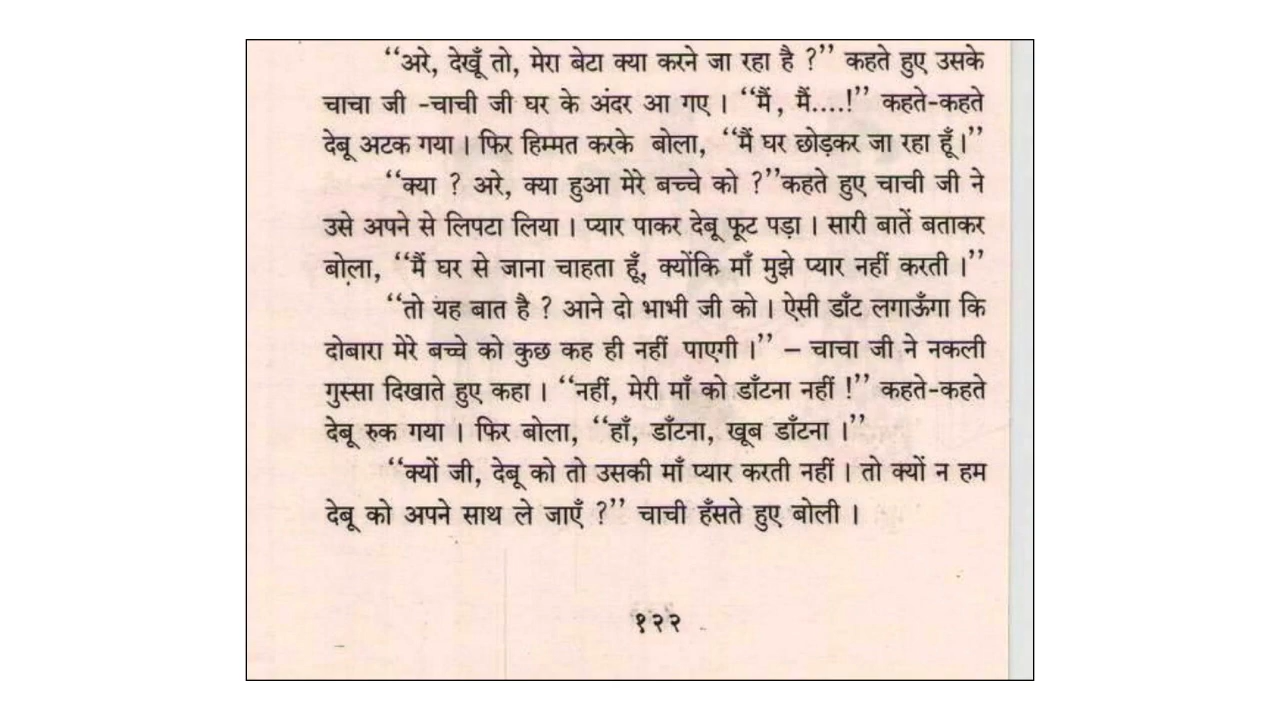 “अरे, देखूँ तो, मेरा बेटा क्या करने जा रहा है ?” कहते हुए उसके
चाचा जी -चाची जी घर के अंदर आ गए । “मैं, मैं....!” कहते-कहते
देबू अटक गया । फिर हिम्मत करके बोला, “मैं घर छोड़कर जा रहा हूँ।”
“क्या ? अरे, क्या हुआ मेरे बच्चे को ?”कहते हुए चाची जी ने
उसे अपने से लिपटा लिया । प्यार पाकर देबू फूट पड़ा । सारी बातें बताकर
बोला, “मैं घर से जाना चाहता हूँ, क्योंकि माँ मुझे प्यार नहीं करती ।”
“तो यह बात है ? आने दो भाभी जी को । ऐसी डाँट लगाऊँगा कि
दोबारा मेरे बच्चे को कुछ कह ही नहीं पाएगी ।” – चाचा जी ने नकली
गुस्सा दिखाते हुए कहा । “नहीं, मेरी माँ को डाँटना नहीं !” कहते-कहते
देबू रुक गया । फिर बोला, “हाँ, डाँटना, खूब डाँटना ।”
“क्यों जी, देबू को तो उसकी माँ प्यार करती नहीं । तो क्यों न हम
देबू को अपने साथ ले जाएँ ?” चाची हँसते हुए बोली ।
१२२